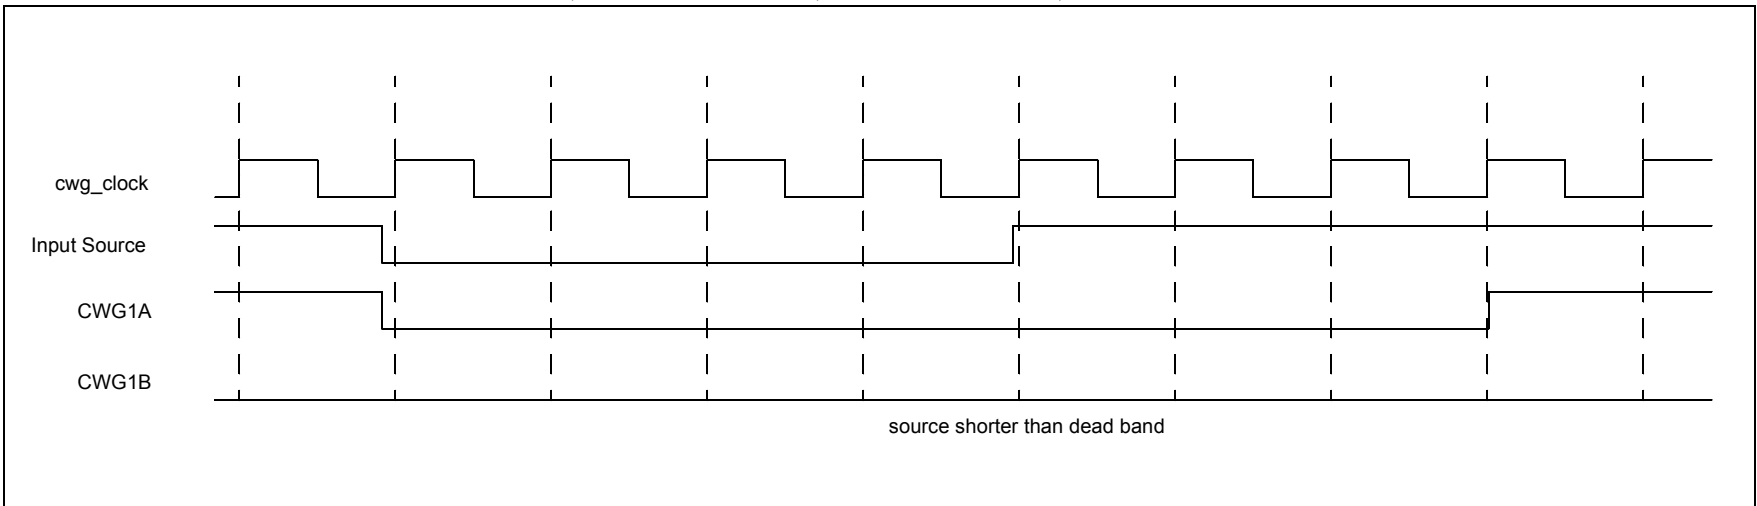 cwg_clock
Input Source
CWG1A
CWG1B
source shorter than dead band